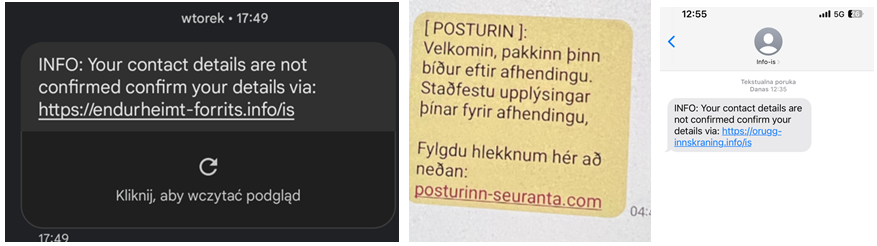 wtorek • 17:49
INFO: Your contact details are not
confirmed confirm your details via:
https://endurheimt-forrits.info/is
Kliknij, aby wczytać podgląd
17:49
[ POSTURIN ]:
Velkomin, pakkinn þinn
bíður eftir afhendingu.
Staðfestu upplýsingar
þínar fyrir afhendingu,
Fylgdu hlekknum hér að
neðan:
posturinn-seuranta.com
12:55
5G
Info-is
Tekstualna poruka
Danas 12:35
INFO: Your contact details are
not confirmed confirm your
details via: https://orugg-
innskraning.info/is